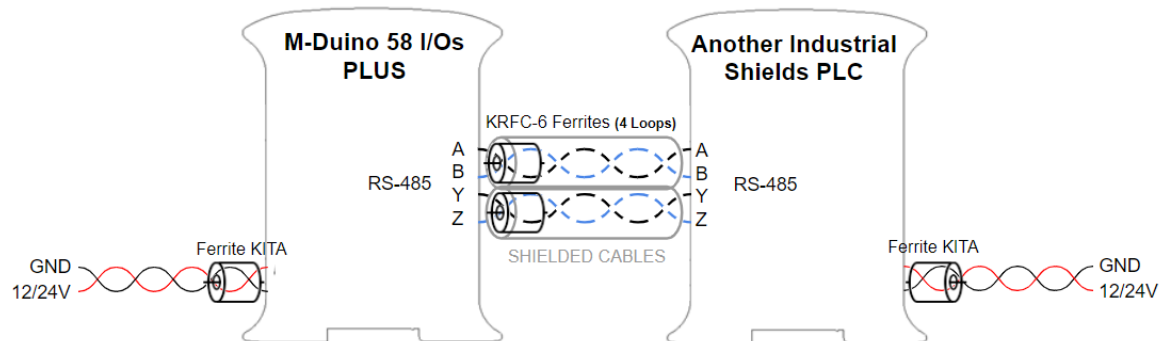 M-Duino 58 I/Os
PLUS
Another Industrial
Shields PLC
KRFC-6 Ferrites (4 Loops)
A
B
Y
Z
RS-485
A
B
Y
Z
RS-485
SHIELDED CABLES
Ferrite KITA
GND
12/24V
Ferrite KITA
GND
12/24V